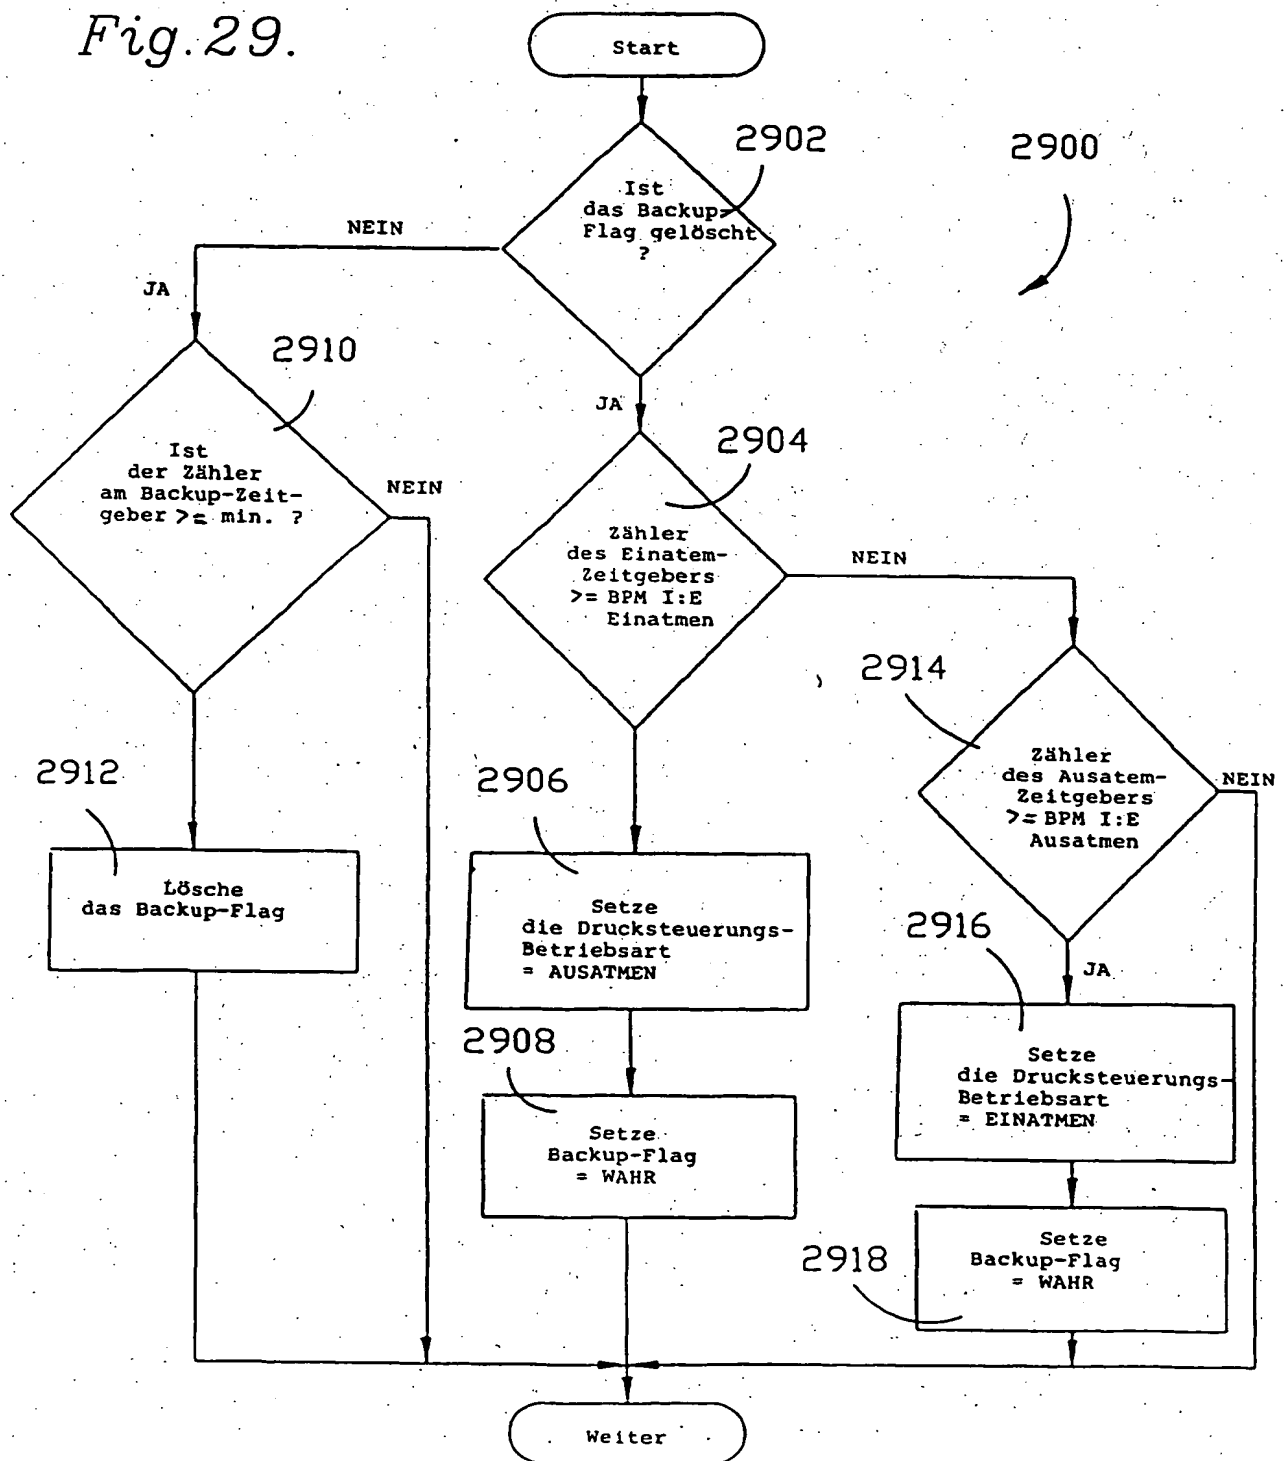 Fig. 29.
Start
2902
2900
Ist
das Backup-
Flag gelöscht
?
NEIN
JA
2910
Ist
der Zähler
am Backup-Zeit-
geber >= min. ?
NEIN
JA
2904
Zähler
des Einatem-
Zeitgebers
>= BPM I:E
Einatmen
NEIN
2914
Zähler
des Ausatem-
Zeitgebers
>= BPM I:E
Ausatmen
NEIN
2912
Lösche
das Backup-Flag
2906
Setze
die Drucksteuerungs-
Betriebsart
= AUSATMEN
2916
JA
Setze
die Drucksteuerungs-
Betriebsart
= EINATMEN
2908
Setze
Backup-Flag
= WAHR
2918
Setze
Backup-Flag
= WAHR
Weiter